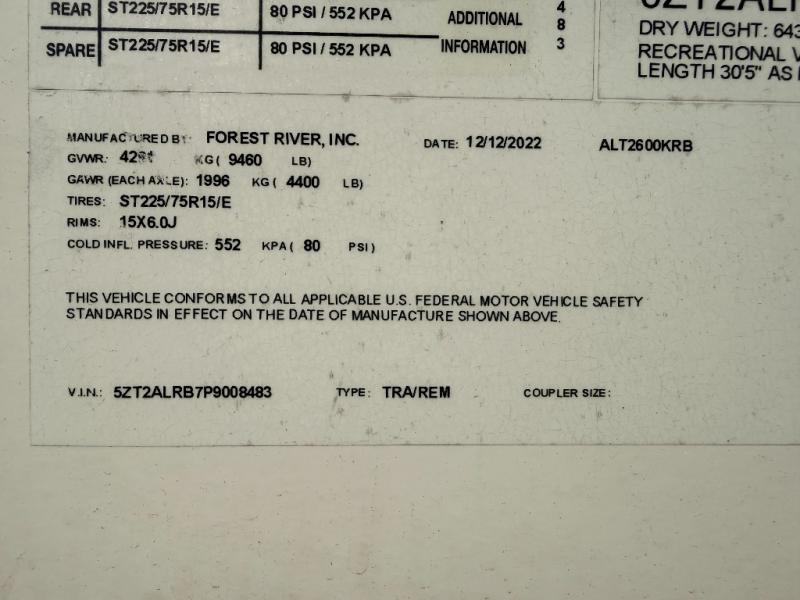 REAR ST225/75R15/E 80 PSI / 552 KPA
ADDITIONAL 4
8
SPARE ST225/75R15/E 80 PSI / 552 KPA INFORMATION 3
DRY WEIGHT: 643
RECREATIONAL V
LENGTH 30'5" AS
MANUFACTURED BY: FOREST RIVER, INC. DATE: 12/12/2022 ALT2600KRB
GVWR: KG ( 9460 LB)
GAWR (EACH AXLE): 1996 KG ( 4400 LB)
TIRES: ST225/75R15/E
RIMS: 15X6.0J
COLD INFL. PRESSURE: 552 KPA ( 80 PSI )
THIS VEHICLE CONFORMS TO ALL APPLICABLE U.S. FEDERAL MOTOR VEHICLE SAFETY
STANDARDS IN EFFECT ON THE DATE OF MANUFACTURE SHOWN ABOVE.
V.I.N.: 5ZT2ALRB7P9008483 TYPE: TRA/REM COUPLER SIZE: